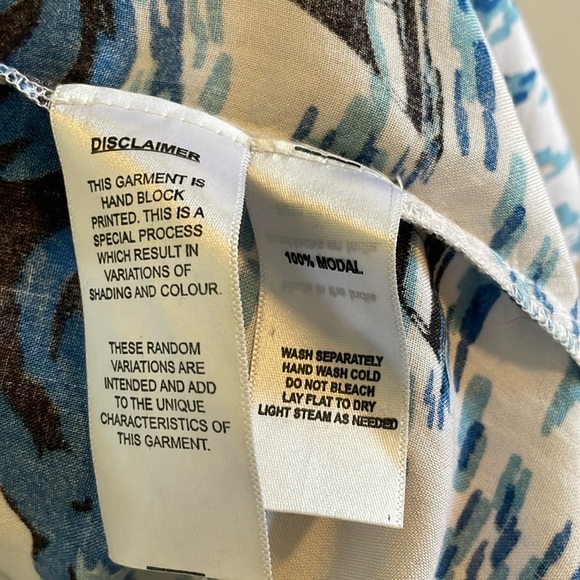 DISCLAIMER
THIS GARMENT IS
HAND BLOCK
PRINTED. THIS IS A
SPECIAL PROCESS
WHICH RESULT IN
VARIATIONS OF
SHADING AND COLOUR.
THESE RANDOM
VARIATIONS ARE
INTENDED AND ADD
TO THE UNIQUE
CHARACTERISTICS OF
THIS GARMENT.
100% MODAL.
WASH SEPARATELY
HAND WASH COLD
DO NOT BLEACH
LAY FLAT TO DRY
LIGHT STEAM AS NEEDED